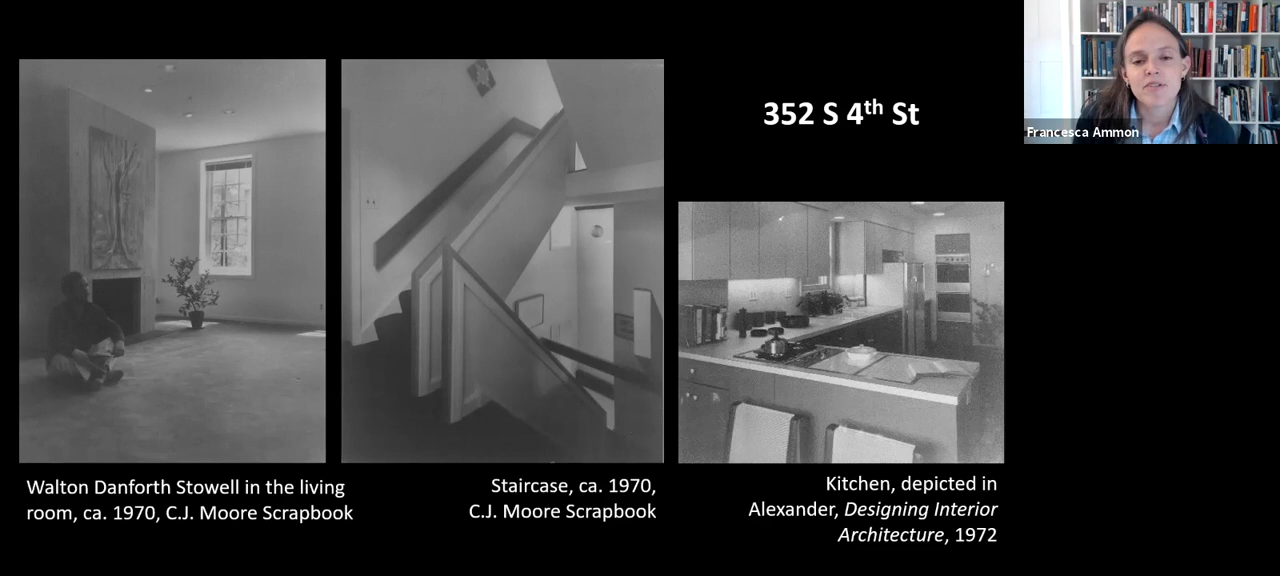 352 S 4th St
Francesca Ammon
Walton Danforth Stowell in the living
room, ca. 1970, C.J. Moore Scrapbook
Staircase, ca. 1970,
C.J. Moore Scrapbook
Kitchen, depicted in
Alexander, Designing Interior
Architecture, 1972